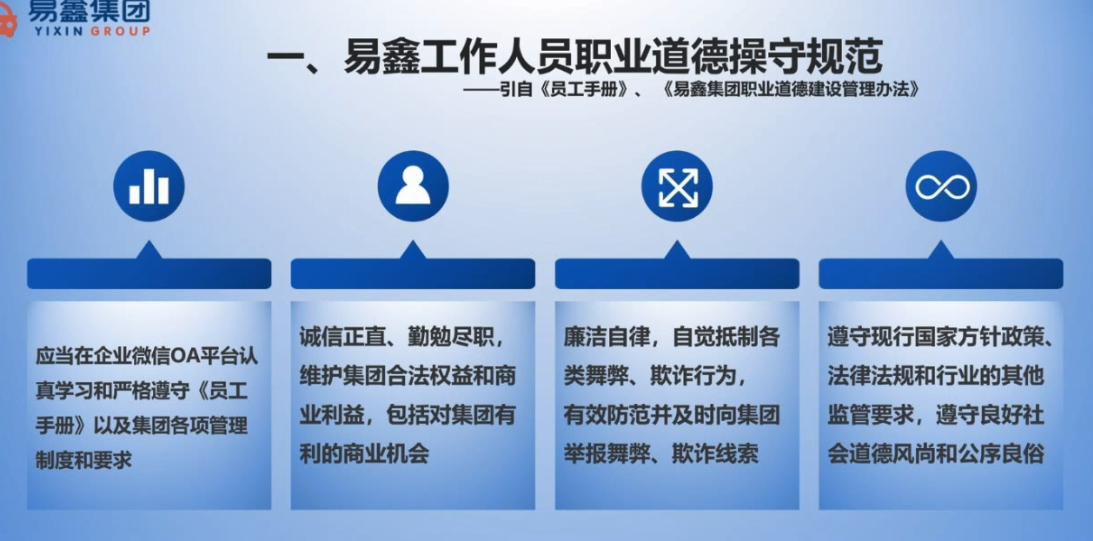 易鑫集团
YIXIN GROUP
一、易鑫工作人员职业道德操守规范
——引自《员工手册》、《易鑫集团职业道德建设管理办法》
应当在企业微信OA平台认
真学习和严格遵守《员工
手册》以及集团各项管理
制度和要求
诚信正直、勤勉尽职，
维护集团合法权益和商
业利益，包括对集团有
利的商业机会
廉洁自律，自觉抵制各
类舞弊、欺诈行为，
有效防范并及时向集团
举报舞弊、欺诈线索
遵守现行国家方针政策、
法律法规和行业的其他
监管要求，遵守良好社
会道德风尚和公序良俗